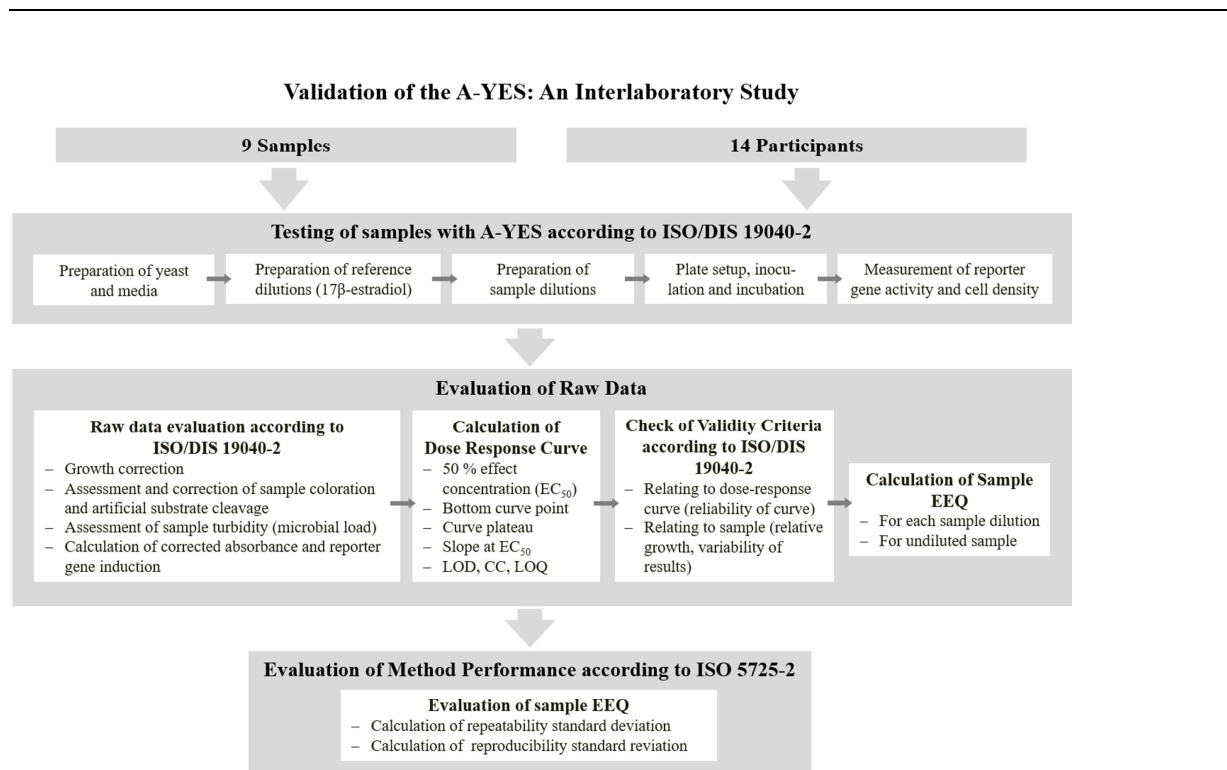 Validation of the A-YES: An Interlaboratory Study
9 Samples
14 Participants
Testing of samples with A-YES according to ISO/DIS 19040-2
Preparation of yeast
and media
Preparation of reference
dilutions (17β-estradiol)
Preparation of
sample dilutions
Plate setup, inocu-
lation and incubation
Measurement of reporter
gene activity and cell density
Evaluation of Raw Data
Raw data evaluation according to
ISO/DIS 19040-2
– Growth correction
– Assessment and correction of sample coloration
and artificial substrate cleavage
– Assessment of sample turbidity (microbial load)
– Calculation of corrected absorbance and reporter
gene induction
Calculation of
Dose Response Curve
– 50 % effect
concentration (EC50)
– Bottom curve point
– Curve plateau
– Slope at EC50
– LOD, CC, LOQ
Check of Validity Criteria
according to ISO/DIS
19040-2
– Relating to dose-response
curve (reliability of curve)
– Relating to sample (relative
growth, variability of
results)
Calculation of Sample
EEQ
– For each sample dilution
– For undiluted sample
Evaluation of Method Performance according to ISO 5725-2
Evaluation of sample EEQ
– Calculation of repeatability standard deviation
– Calculation of  reproducibility standard reviation